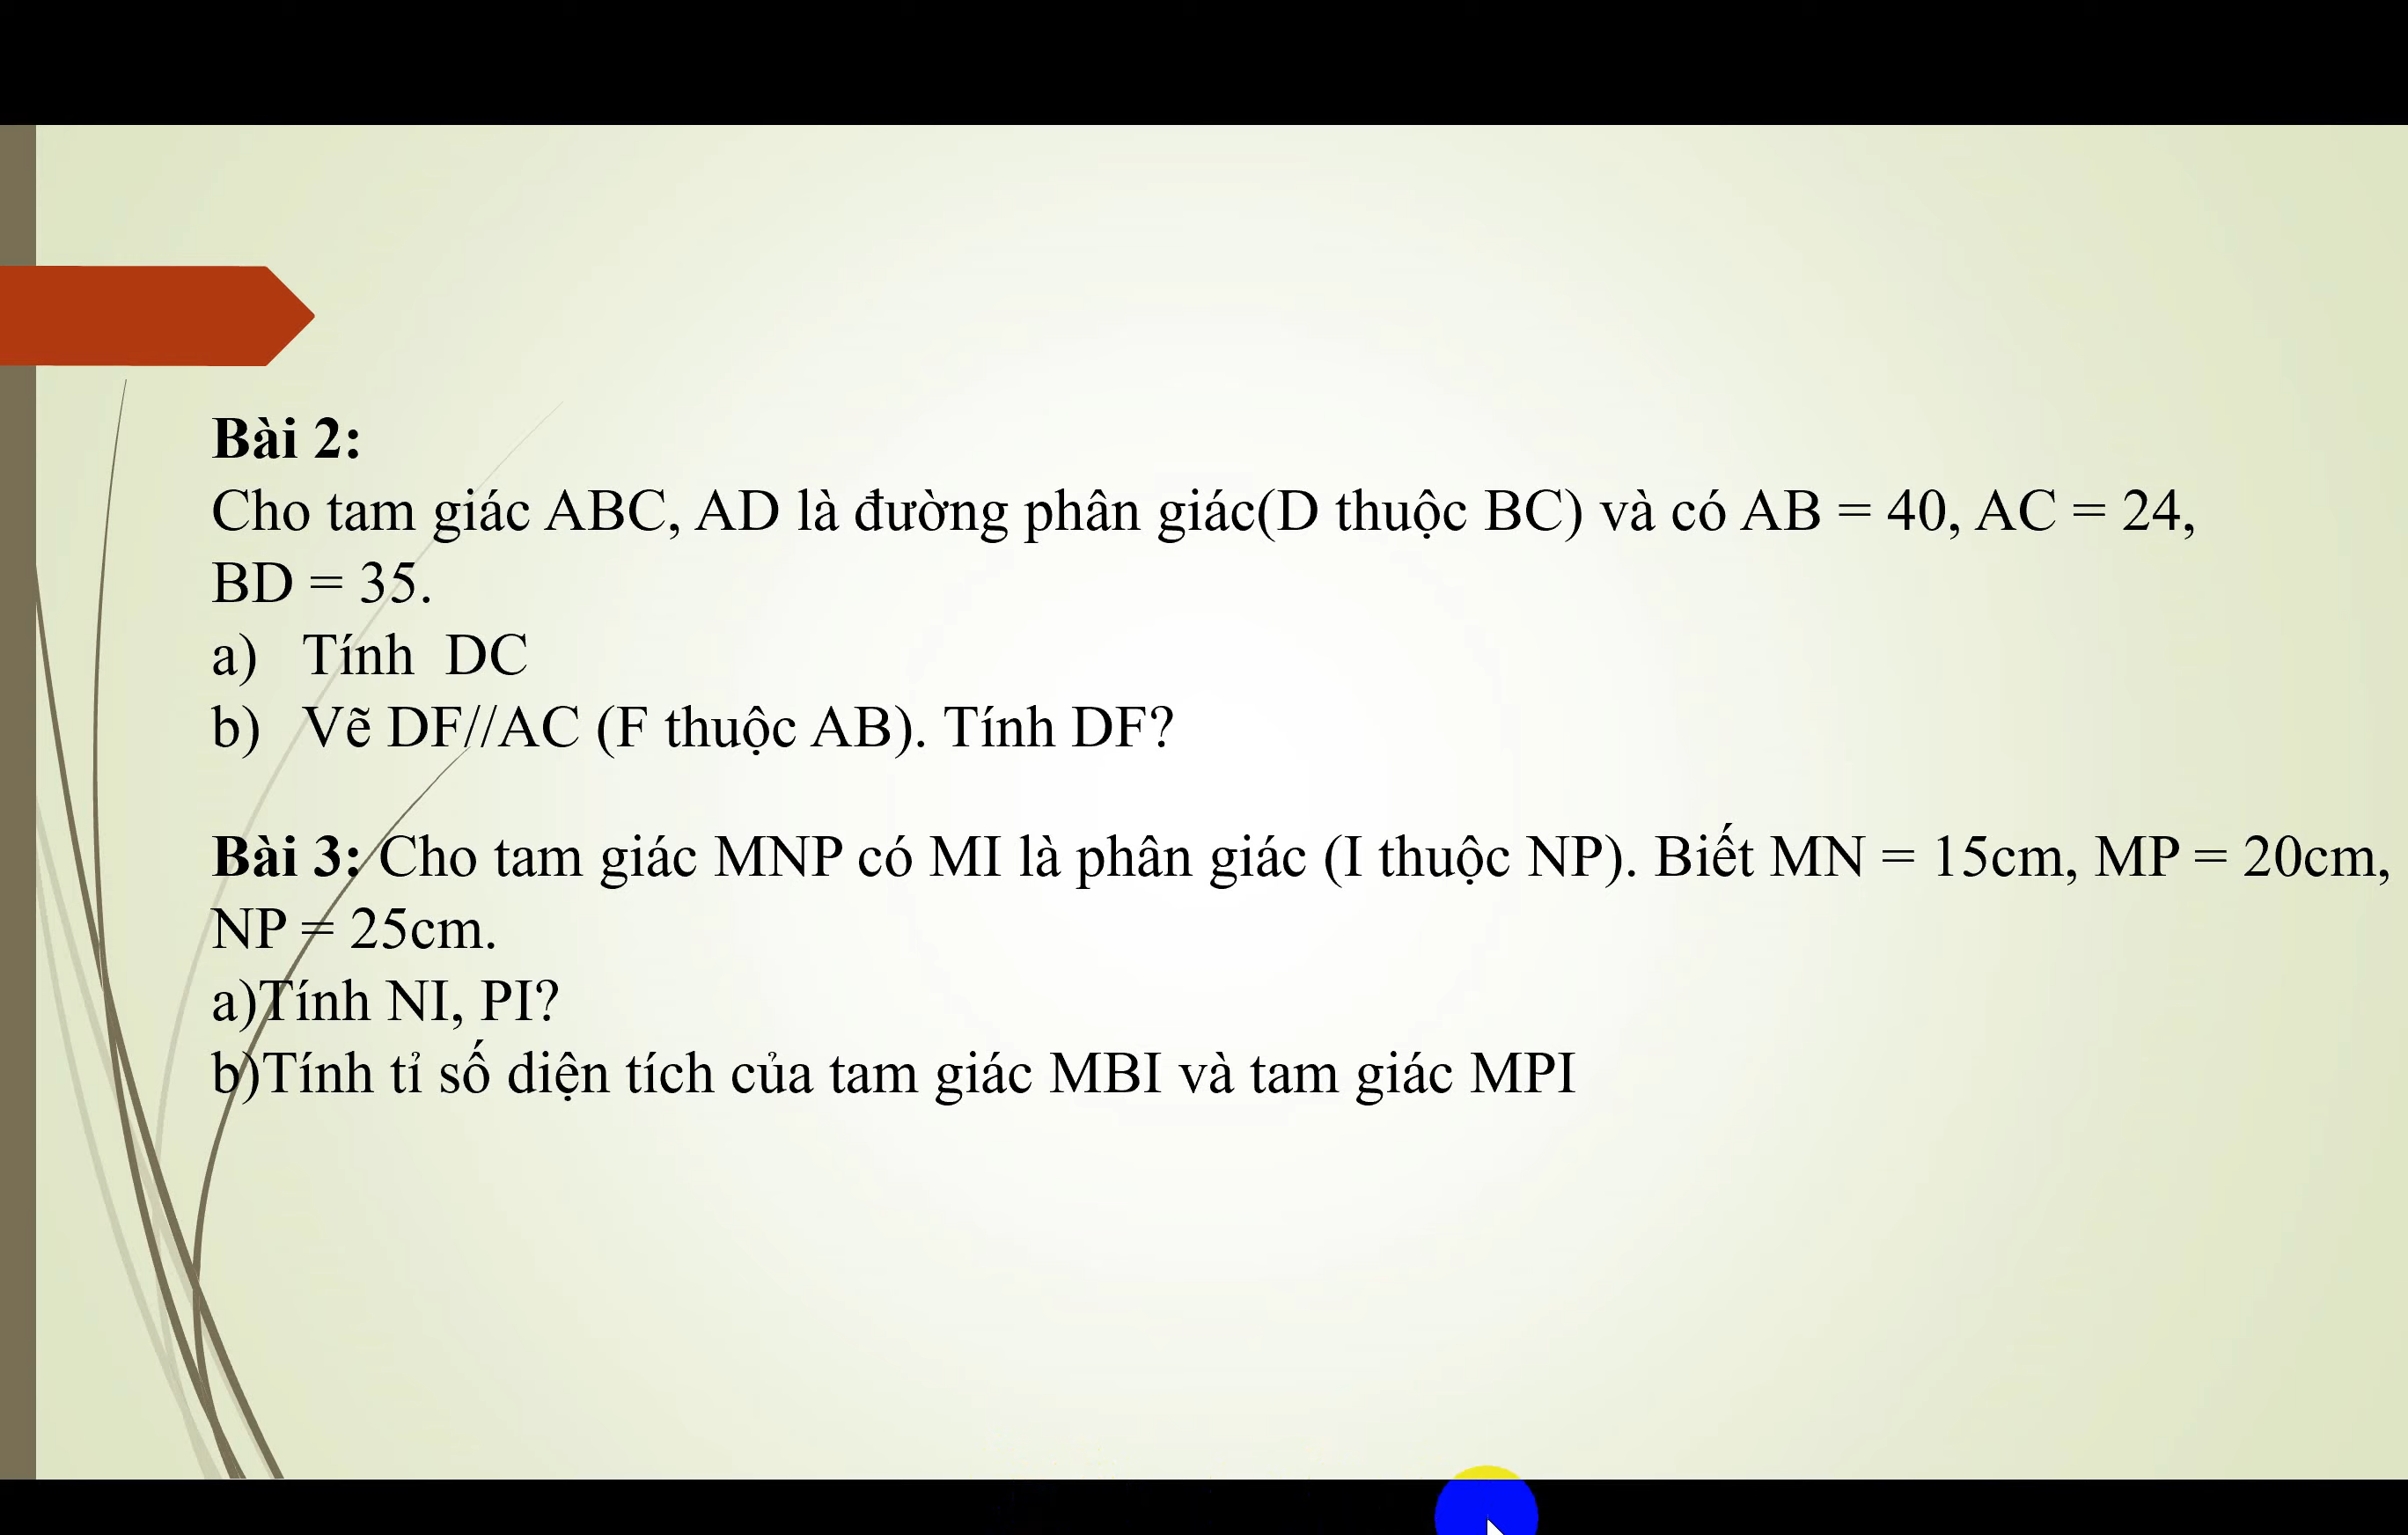 Bài 2:
Cho tam giác ABC, AD là đường phân giác(D thuộc BC) và có AB = 40, AC = 24,
BD = 35.
a) Tính DC
b) Vẽ DF//AC (F thuộc AB). Tính DF?
Bài 3: Cho tam giác MNP có MI là phân giác (I thuộc NP). Biết MN = 15cm, MP = 20cm,
NP = 25cm.
a)Tính NI, PI?
b)Tính tỉ số diện tích của tam giác MBI và tam giác MPI